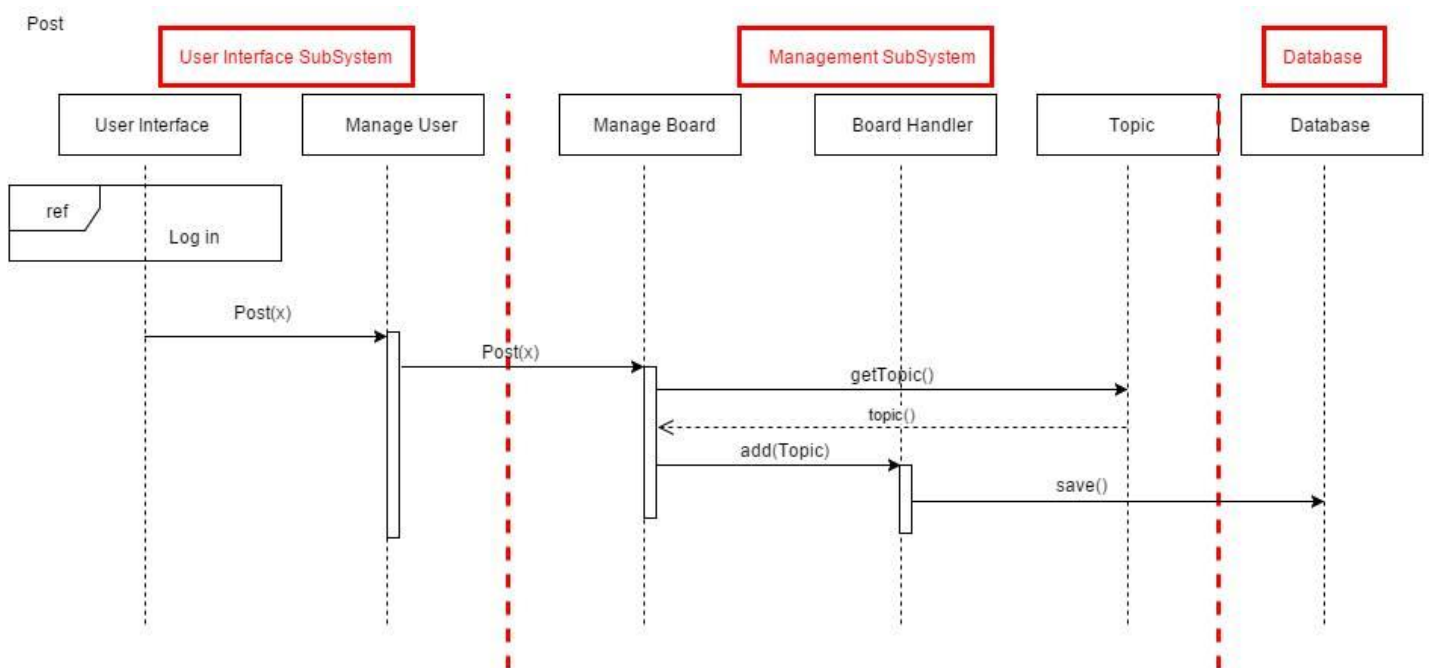 Post
User Interface SubSystem
Management SubSystem
Database
User Interface
Manage User
Manage Board
Board Handler
Topic
Database
ref
Log in
Post(x)
Post(x)
getTopic()
topic()
add(Topic)
save()